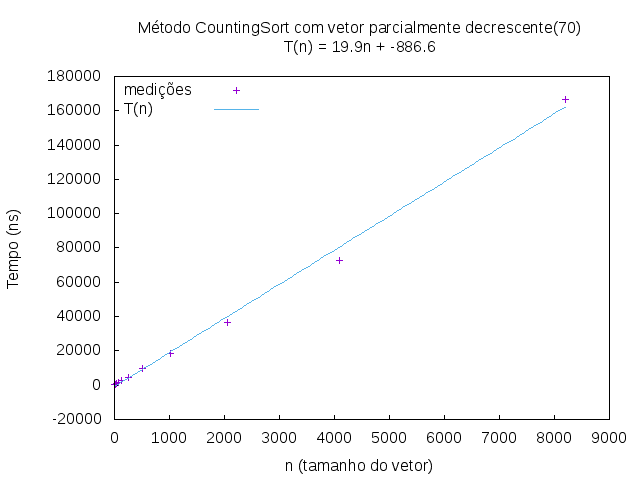 Método CountingSort com vetor parcialmente decrescente(70)
T(n) = 19.9n + -886.6
180000
160000
140000
120000
100000
80000
60000
40000
20000
0
-20000
medições
T(n)
Tempo (ns)
0 1000 2000 3000 4000 5000 6000 7000 8000 9000
n (tamanho do vetor)